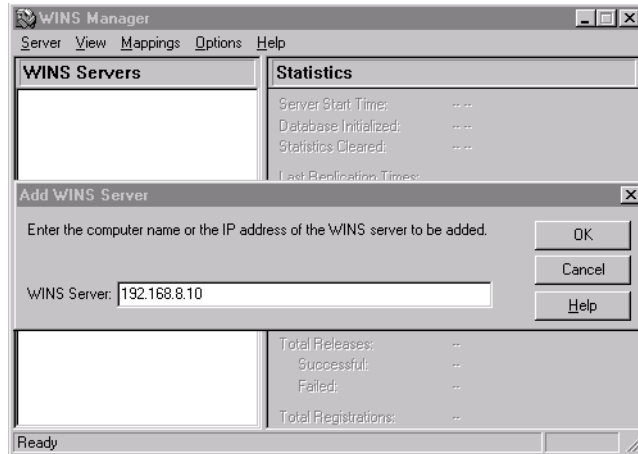 WINS Manager
Server View Mappings Options Help
WINS Servers
Statistics
Server Start Time: -- --
Database Initialized: -- --
Statistics Cleared: -- --
Last Replication Times:
Add WINS Server
Enter the computer name or the IP address of the WINS server to be added.
WINS Server: 192.168.8.10
OK
Cancel
Help
Total Releases: --
Successful: --
Failed: --
Total Registrations: --
Ready